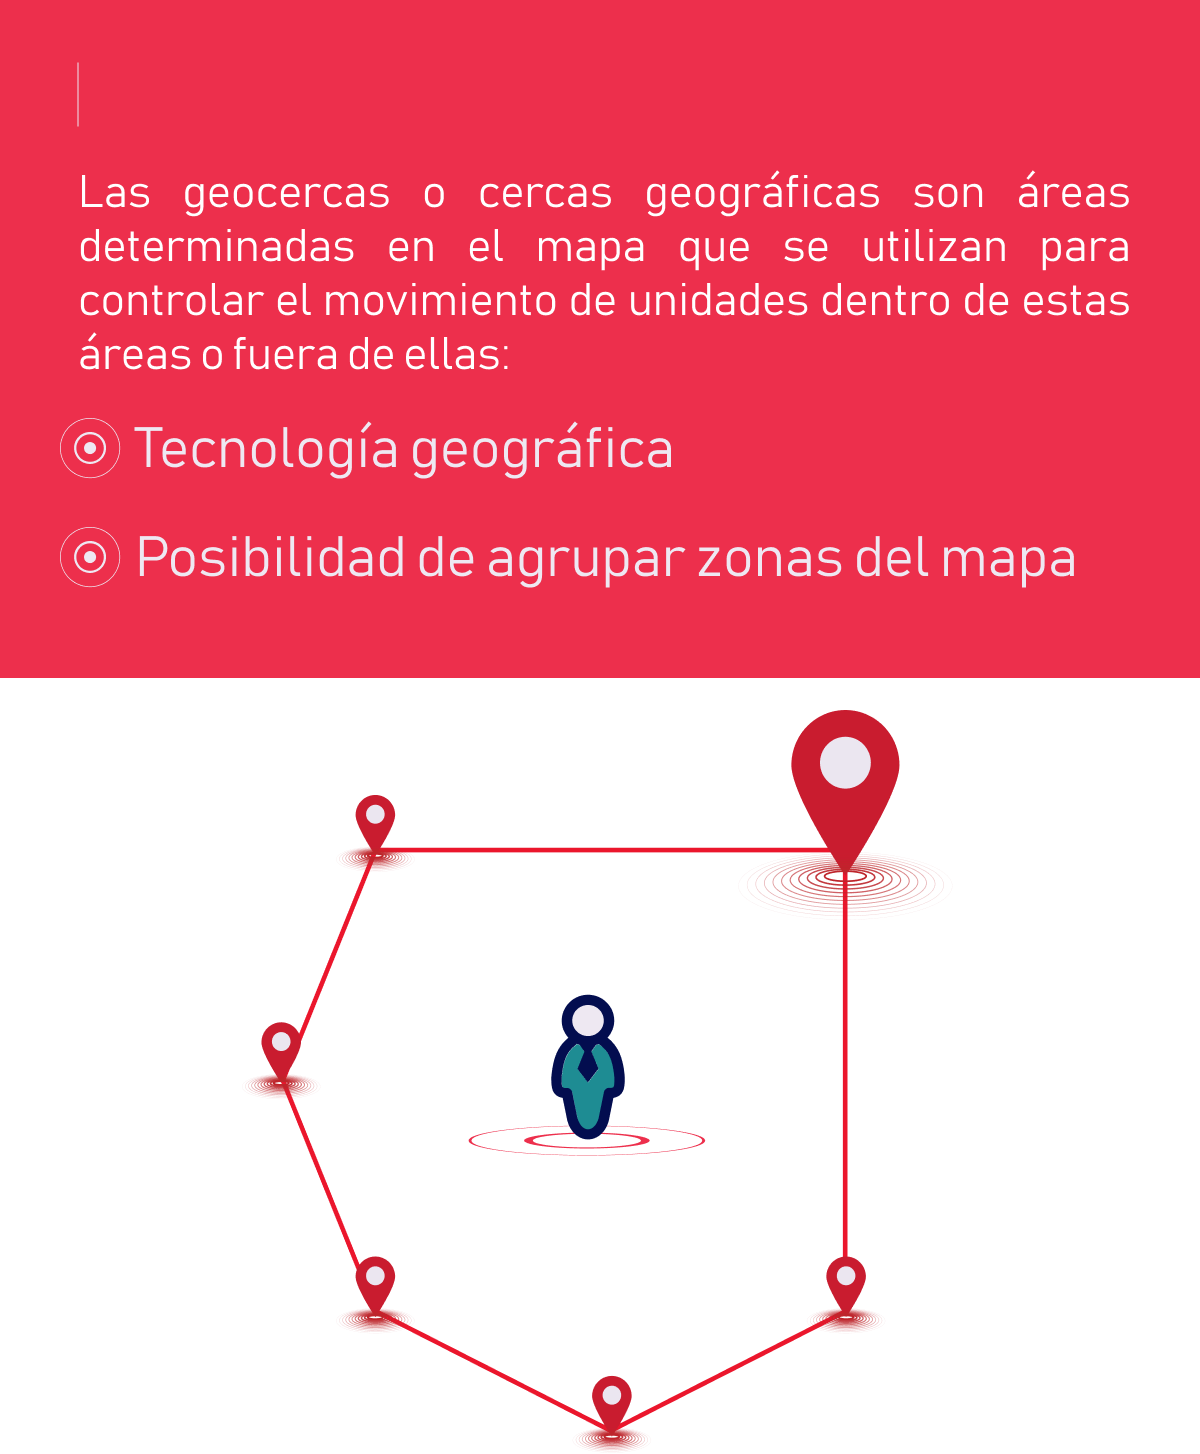 Las geocercas o cercas geográficas son áreas
determinadas en el mapa que se utilizan para
controlar el movimiento de unidades dentro de estas
áreas o fuera de ellas:
Tecnología geográfica
Posibilidad de agrupar zonas del mapa